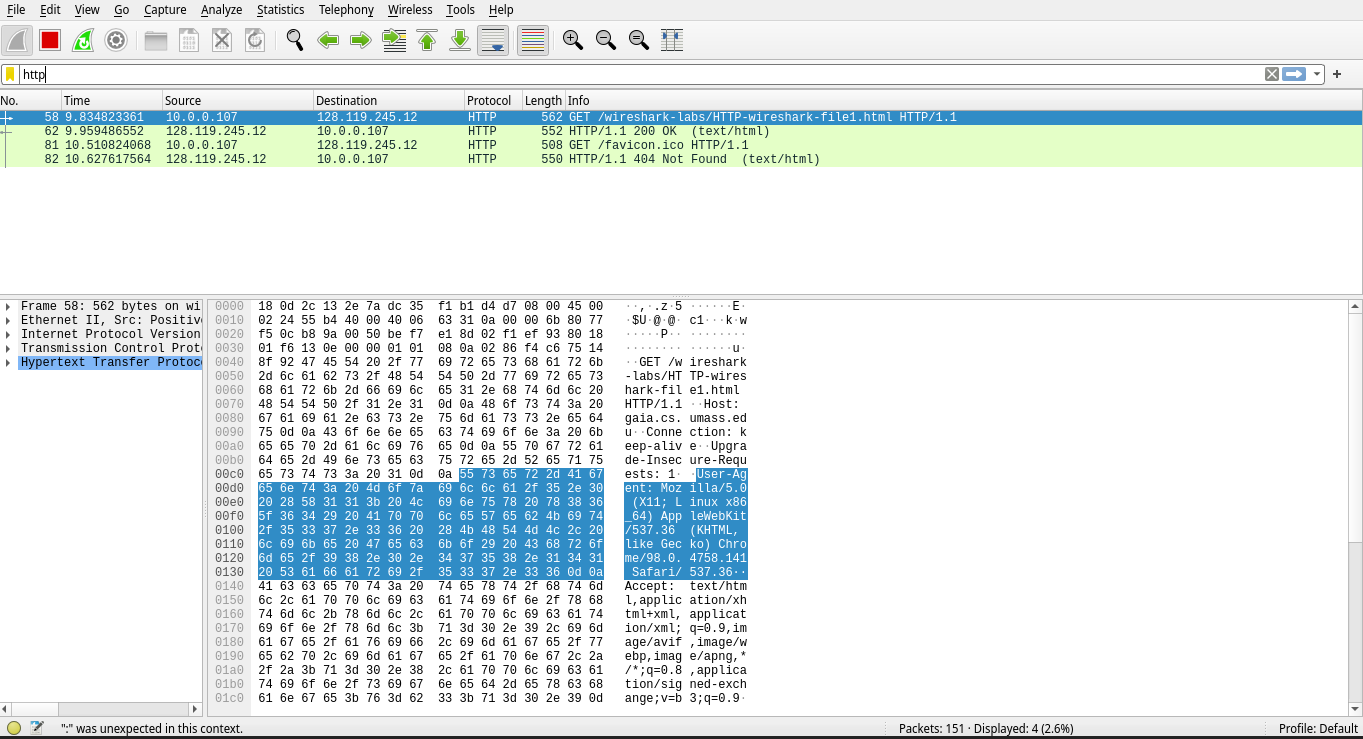 File Edit View Go Capture Analyze Statistics Telephony Wireless Tools Help
http
No. Time Source Destination Protocol Length Info
58 9.834823361 10.0.0.107 128.119.245.12 HTTP 562 GET /wireshark-labs/HTTP-wireshark-file1.html HTTP/1.1
62 9.959486552 128.119.245.12 10.0.0.107 HTTP 552 HTTP/1.1 200 OK  (text/html)
81 10.510824068 10.0.0.107 128.119.245.12 HTTP 508 GET /favicon.ico HTTP/1.1
82 10.627617564 128.119.245.12 10.0.0.107 HTTP 550 HTTP/1.1 404 Not Found  (text/html)
Frame 58: 562 bytes on wi
Ethernet II, Src: Positiv
Internet Protocol Version
Transmission Control Prot
Hypertext Transfer Protoc
0000 18 0d 2c 13 2e 7a dc 35 f1 b1 d4 d7 08 00 45 00 ··,·.z·5 ······E·
0010 02 24 55 b4 40 00 40 06 63 31 0a 00 00 6b 80 77 ·$U·@·@· c1···k·w
0020 f5 0c b8 9a 00 50 be f7 e1 8d 02 f1 ef 93 80 18 ·····P·· ········
0030 01 f6 13 0e 00 00 01 01 08 0a 02 86 f4 c6 75 14 ········ ······u·
0040 8f 92 47 45 54 20 2f 77 69 72 65 73 68 61 72 6b ··GET /w ireshark
0050 2d 6c 61 62 73 2f 48 54 54 50 2d 77 69 72 65 73 -labs/HT TP-wires
0060 68 61 72 6b 2d 66 69 6c 65 31 2e 68 74 6d 6c 20 hark-fil e1.html
0070 48 54 54 50 2f 31 2e 31 0d 0a 48 6f 73 74 3a 20 HTTP/1.1 ··Host:
0080 67 61 69 61 2e 63 73 2e 75 6d 61 73 73 2e 65 64 gaia.cs. umass.ed
0090 75 0d 0a 43 6f 6e 6e 65 63 74 69 6f 6e 3a 20 6b u··Conne ction: k
00a0 65 65 70 2d 61 6c 69 76 65 0d 0a 55 70 67 72 61 eep-aliv e··Upgra
00b0 64 65 2d 49 6e 73 65 63 75 72 65 2d 52 65 71 75 de-Insec ure-Requ
00c0 65 73 74 73 3a 20 31 0d 0a 55 73 65 72 2d 41 67 ests: 1· ·User-Ag
00d0 65 6e 74 3a 20 4d 6f 7a 69 6c 6c 61 2f 35 2e 30 ent: Moz illa/5.0
00e0 20 28 58 31 31 3b 20 4c 69 6e 75 78 20 78 38 36 (X11; L inux x86
00f0 5f 36 34 29 20 41 70 70 6c 65 57 65 62 4b 69 74 _64) App leWebKit
0100 2f 35 33 37 2e 33 36 20 28 4b 48 54 4d 4c 2c 20 /537.36 (KHTML,
0110 6c 69 6b 65 20 47 65 63 6b 6f 29 20 43 68 72 6f like Gec ko) Chro
0120 6d 65 2f 39 38 2e 30 2e 34 37 35 38 2e 31 34 31 me/98.0. 4758.141
0130 20 53 61 66 61 72 69 2f 35 33 37 2e 33 36 0d 0a Safari/ 537.36··
0140 41 63 63 65 70 74 3a 20 74 65 78 74 2f 68 74 6d Accept: text/htm
0150 6c 2c 61 70 70 6c 69 63 61 74 69 6f 6e 2f 78 68 l,applic ation/xh
0160 74 6d 6c 2b 78 6d 6c 2c 61 70 70 6c 69 63 61 74 tml+xml, applicat
0170 69 6f 6e 2f 78 6d 6c 3b 71 3d 30 2e 39 2c 69 6d ion/xml; q=0.9,im
0180 61 67 65 2f 61 76 69 66 2c 69 6d 61 67 65 2f 77 age/avif ,image/w
0190 65 62 70 2c 69 6d 61 67 65 2f 61 70 6e 67 2c 2a ebp,imag e/apng,*
01a0 2f 2a 3b 71 3d 30 2e 38 2c 61 70 70 6c 69 63 61 /*;q=0.8 ,applica
01b0 74 69 6f 6e 2f 73 69 67 6e 65 64 2d 65 78 63 68 tion/sig ned-exch
01c0 61 6e 67 65 3b 76 3d 62 33 3b 71 3d 30 2e 39 0d ange;v=b 3;q=0.9·
":" was unexpected in this context. Packets: 151 · Displayed: 4 (2.6%) Profile: Default